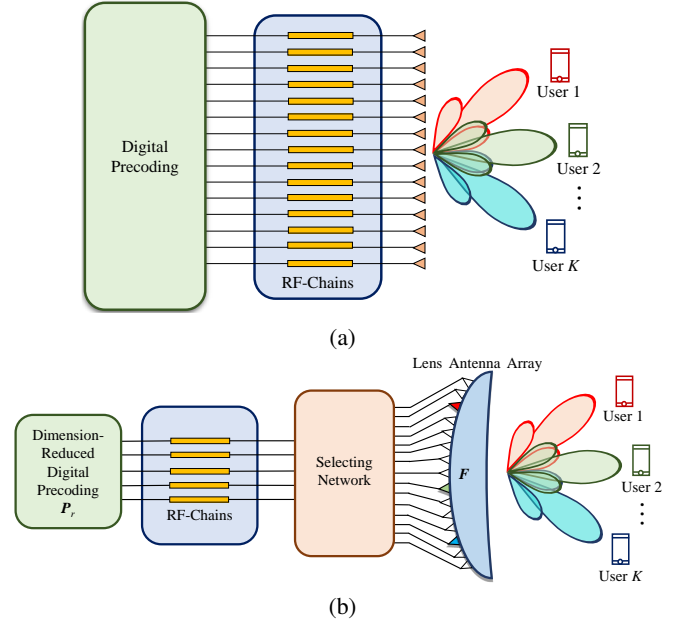 Digital
Precoding
RF-Chains
User 1
User 2
User K
(a)
Lens Antenna Array
Dimension-
Reduced
Digital
Precoding
P_r
RF-Chains
Selecting
Network
F
User 1
User 2
User K
(b)